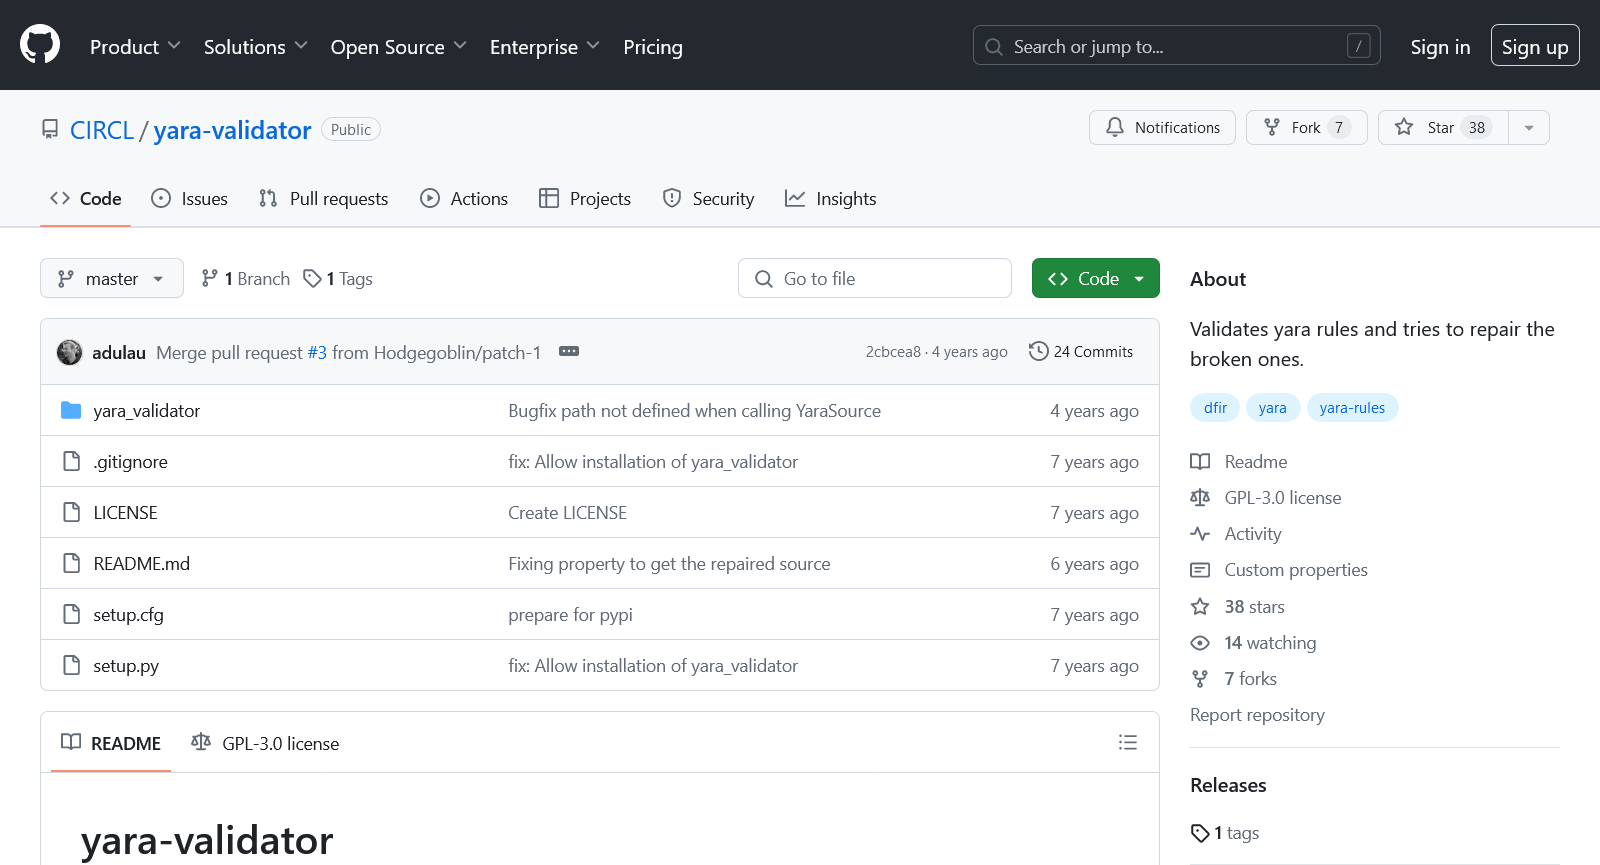 Product Solutions Open Source Enterprise Pricing Search or jump to... / Sign in Sign up
CIRCL / yara-validator Public Notifications Fork 7 Star 38
Code Issues Pull requests Actions Projects Security Insights
master 1 Branch 1 Tags Go to file Code
adulau Merge pull request #3 from Hodgegoblin/patch-1 2cbcea8 · 4 years ago 24 Commits
yara_validator Bugfix path not defined when calling YaraSource 4 years ago
.gitignore fix: Allow installation of yara_validator 7 years ago
LICENSE Create LICENSE 7 years ago
README.md Fixing property to get the repaired source 6 years ago
setup.cfg prepare for pypi 7 years ago
setup.py fix: Allow installation of yara_validator 7 years ago
README GPL-3.0 license
yara-validator
About
Validates yara rules and tries to repair the
broken ones.
dfir yara yara-rules
Readme
GPL-3.0 license
Activity
Custom properties
38 stars
14 watching
7 forks
Report repository
Releases
1 tags